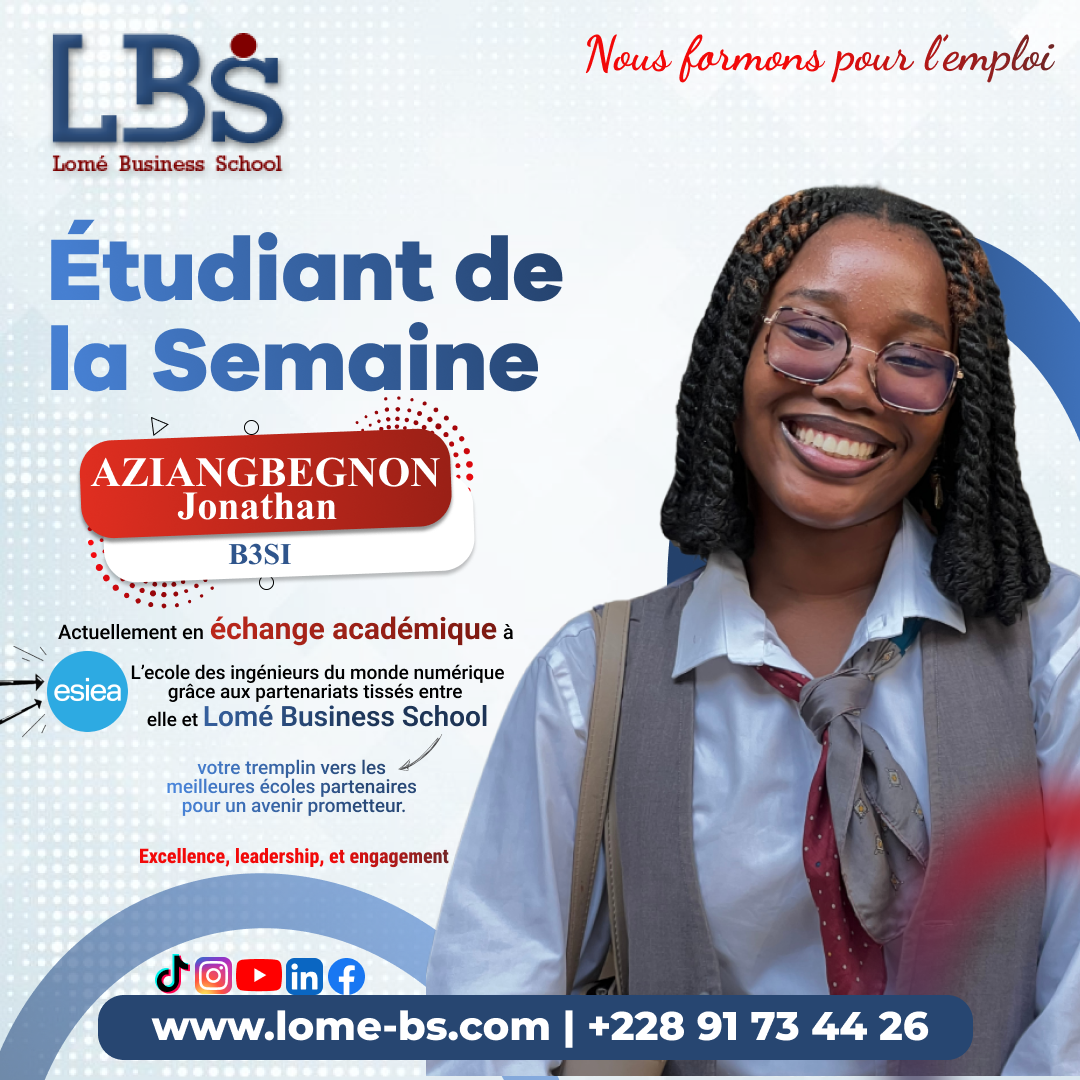 LBS
Lomé Business School
Nous formons pour l'emploi
Étudiant de
la Semaine
AZIANGBEGNON
Jonathan
B3SI
Actuellement en échange académique à
esiea
L'ecole des ingénieurs du monde numérique
grâce aux partenariats tissés entre
elle et Lomé Business School
votre tremplin vers les
meilleures écoles partenaires
pour un avenir prometteur.
Excellence, leadership, et engagement
www.lome-bs.com | +228 91 73 44 26